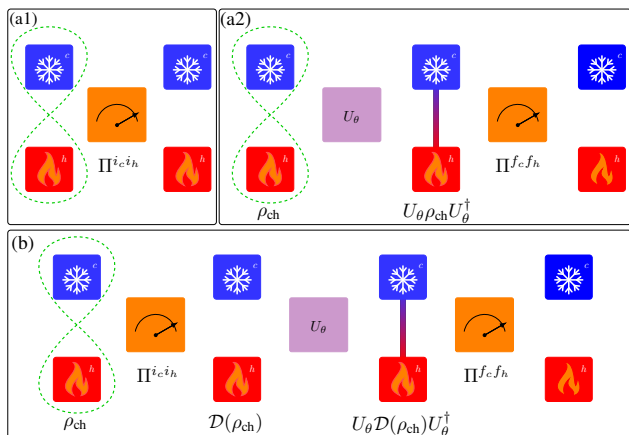 (a1)
c c
h h
Π^{i_c i_h}
(a2)
c c c
U_θ
h h h
Π^{f_c f_h}
ρ_ch
U_θ ρ_ch U_θ^†
(b)
c c c c
U_θ
h h h h
Π^{i_c i_h} Π^{f_c f_h}
ρ_ch 𝒟(ρ_ch) U_θ 𝒟(ρ_ch) U_θ^†